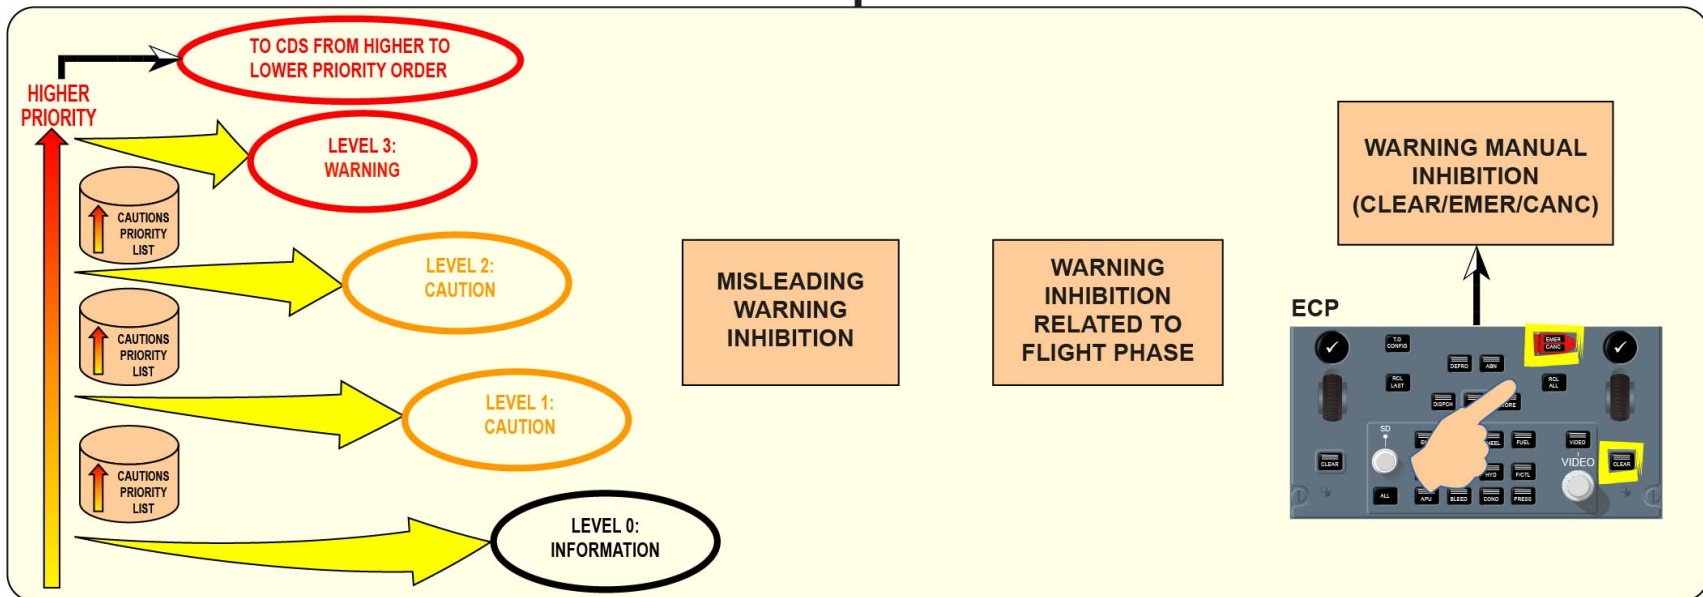 TO CDS FROM HIGHER TO
LOWER PRIORITY ORDER
HIGHER
PRIORITY
LEVEL 3:
WARNING
CAUTIONS
PRIORITY
LIST
LEVEL 2:
CAUTION
CAUTIONS
PRIORITY
LIST
LEVEL 1:
CAUTION
CAUTIONS
PRIORITY
LIST
LEVEL 0:
INFORMATION
MISLEADING
WARNING
INHIBITION
WARNING
INHIBITION
RELATED TO
FLIGHT PHASE
WARNING MANUAL
INHIBITION
(CLEAR/EMER/CANC)
ECP
T.O
CONFIG
EMER
CANC
DEFRD
ABN
RCL
LAST
RCL
ALL
DISPCH
SD
FUEL
VIDEO
CLEAR
HYD
F/CTL
VIDEO
CLEAR
ALL
APU
BLEED
COND
PRESS